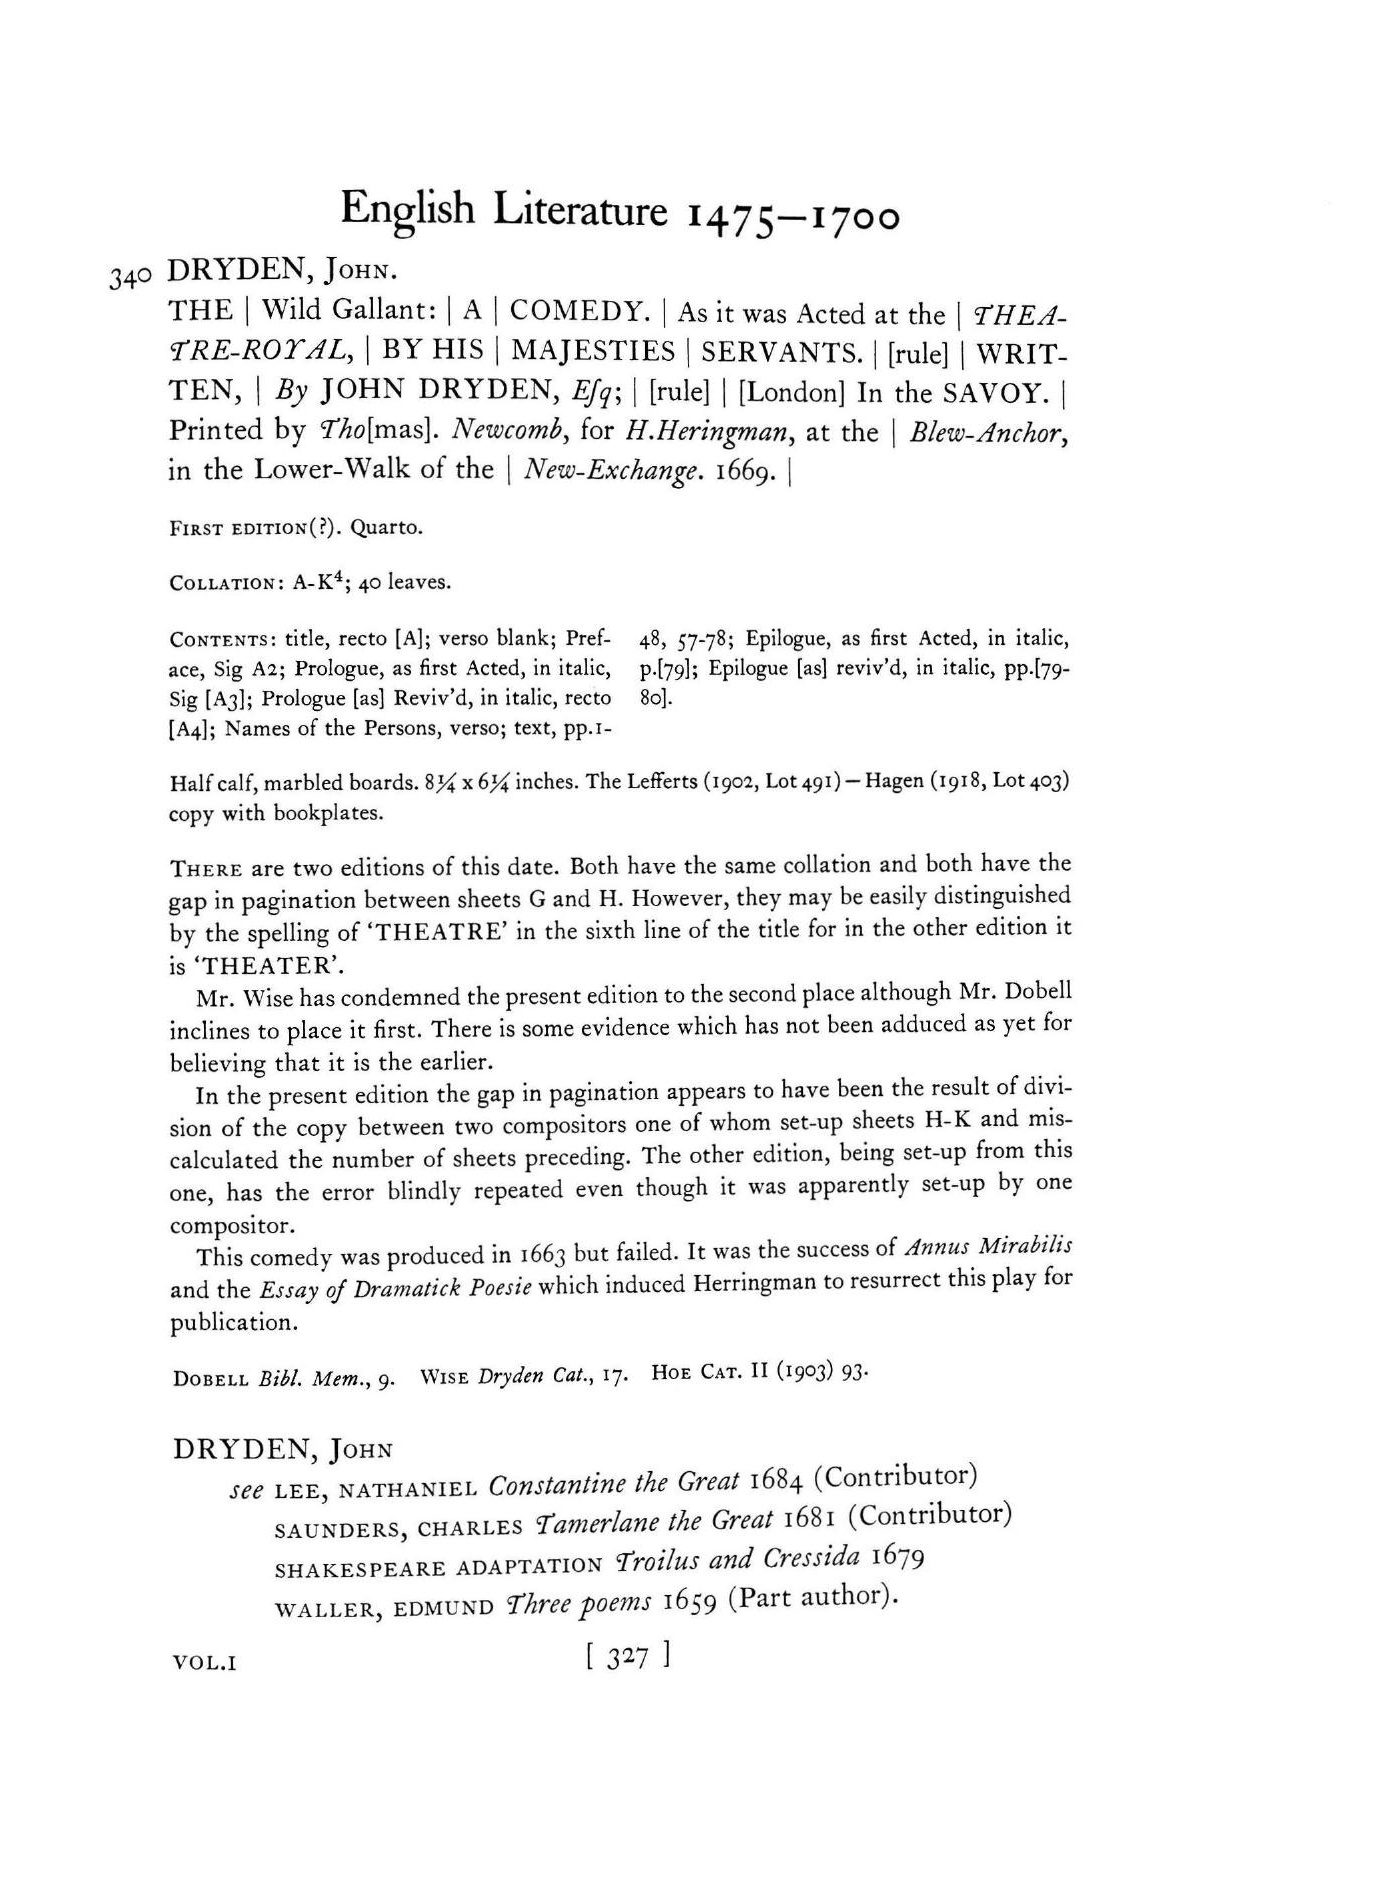 English Literature 1475–1700
340 DRYDEN, JOHN.
THE | Wild Gallant: | A | COMEDY. | As it was Acted at the | THEA-
TRE-ROYAL, | BY HIS | MAJESTIES | SERVANTS. | [rule] | WRIT-
TEN, | By JOHN DRYDEN, Eſq; | [rule] | [London] In the SAVOY. |
Printed by Tho[mas]. Newcomb, for H.Heringman, at the | Blew-Anchor,
in the Lower-Walk of the | New-Exchange. 1669. |
FIRST EDITION(?). Quarto.
COLLATION: A-K⁴; 40 leaves.
CONTENTS: title, recto [A]; verso blank; Pref-
ace, Sig A2; Prologue, as first Acted, in italic,
Sig [A3]; Prologue [as] Reviv'd, in italic, recto
[A4]; Names of the Persons, verso; text, pp.1-
48, 57-78; Epilogue, as first Acted, in italic,
p.[79]; Epilogue [as] reviv'd, in italic, pp.[79-
80].
Half calf, marbled boards. 8¼ x 6¼ inches. The Lefferts (1902, Lot 491) — Hagen (1918, Lot 403)
copy with bookplates.
THERE are two editions of this date. Both have the same collation and both have the
gap in pagination between sheets G and H. However, they may be easily distinguished
by the spelling of 'THEATRE' in the sixth line of the title for in the other edition it
is 'THEATER'.
Mr. Wise has condemned the present edition to the second place although Mr. Dobell
inclines to place it first. There is some evidence which has not been adduced as yet for
believing that it is the earlier.
In the present edition the gap in pagination appears to have been the result of divi-
sion of the copy between two compositors one of whom set-up sheets H-K and mis-
calculated the number of sheets preceding. The other edition, being set-up from this
one, has the error blindly repeated even though it was apparently set-up by one
compositor.
This comedy was produced in 1663 but failed. It was the success of Annus Mirabilis
and the Essay of Dramatick Poesie which induced Herringman to resurrect this play for
publication.
DOBELL Bibl. Mem., 9. WISE Dryden Cat., 17. HOE CAT. II (1903) 93.
DRYDEN, JOHN
see LEE, NATHANIEL Constantine the Great 1684 (Contributor)
SAUNDERS, CHARLES Tamerlane the Great 1681 (Contributor)
SHAKESPEARE ADAPTATION Troilus and Cressida 1679
WALLER, EDMUND Three poems 1659 (Part author).
VOL.I [ 327 ]